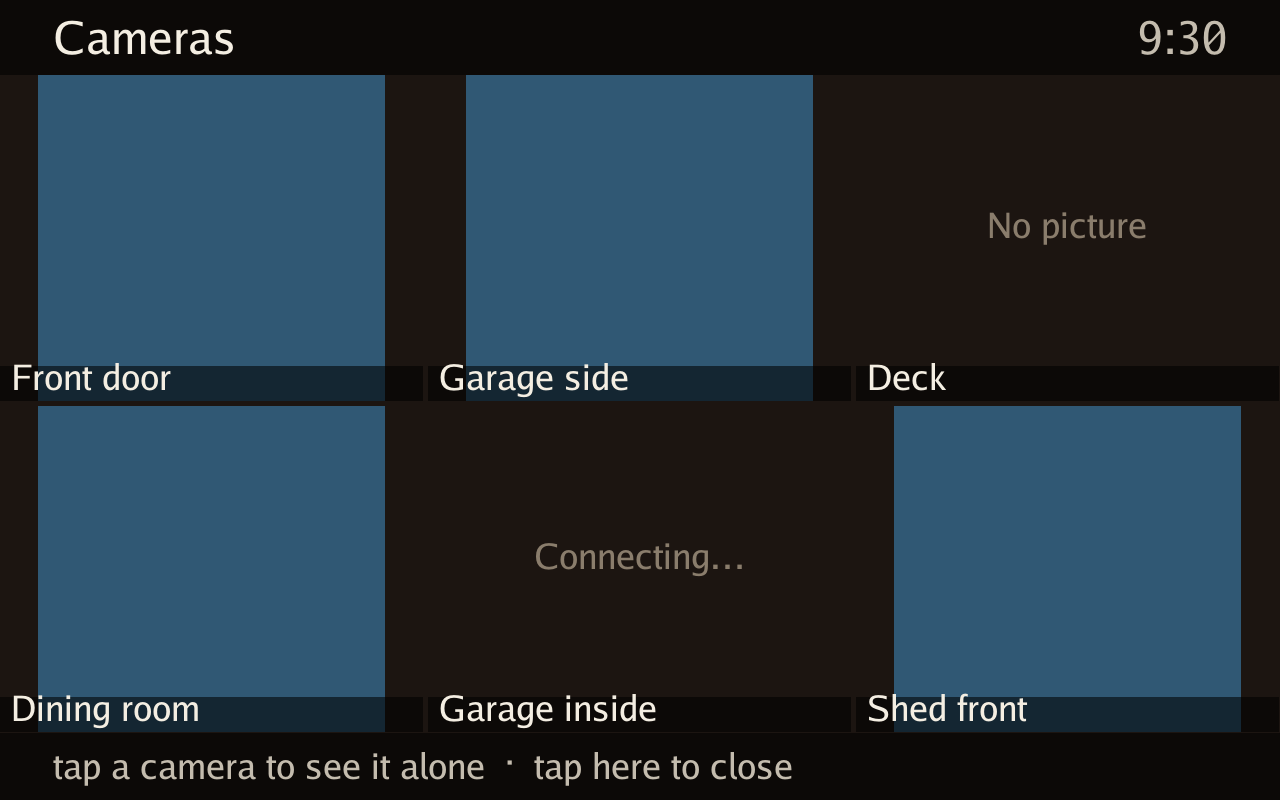 Cameras
9:30
No picture
Front door
Garage side
Deck
Connecting...
Dining room
Garage inside
Shed front
tap a camera to see it alone · tap here to close